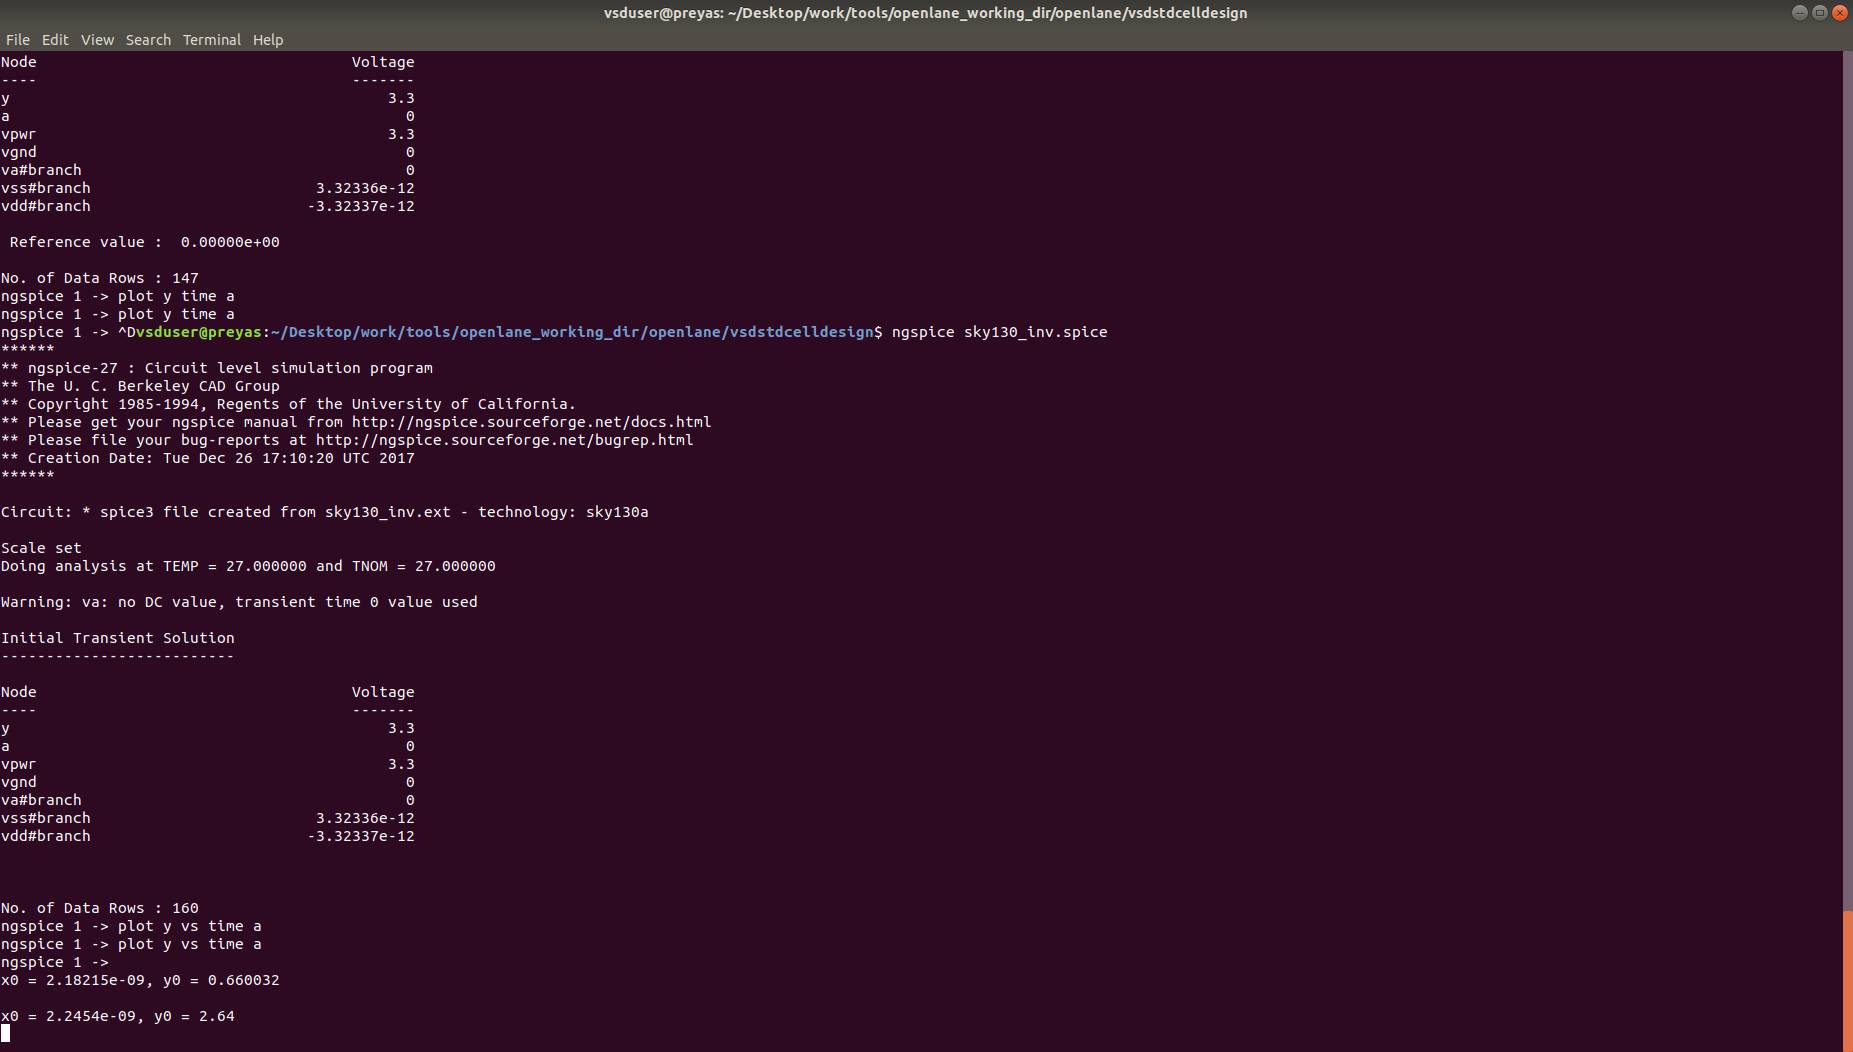 vsduser@preyas: ~/Desktop/work/tools/openlane_working_dir/openlane/vsdstdcelldesign
File Edit View Search Terminal Help
Node Voltage
---- -------
y 3.3
a 0
vpwr 3.3
vgnd 0
va#branch 0
vss#branch 3.32336e-12
vdd#branch -3.32337e-12
Reference value : 0.00000e+00
No. of Data Rows : 147
ngspice 1 -> plot y time a
ngspice 1 -> plot y time a
ngspice 1 -> ^Dvsduser@preyas:~/Desktop/work/tools/openlane_working_dir/openlane/vsdstdcelldesign$ ngspice sky130_inv.spice
******
** ngspice-27 : Circuit level simulation program
** The U. C. Berkeley CAD Group
** Copyright 1985-1994, Regents of the University of California.
** Please get your ngspice manual from http://ngspice.sourceforge.net/docs.html
** Please file your bug-reports at http://ngspice.sourceforge.net/bugrep.html
** Creation Date: Tue Dec 26 17:10:20 UTC 2017
******
Circuit: * spice3 file created from sky130_inv.ext - technology: sky130a
Scale set
Doing analysis at TEMP = 27.000000 and TNOM = 27.000000
Warning: va: no DC value, transient time 0 value used
Initial Transient Solution
--------------------------
Node Voltage
---- -------
y 3.3
a 0
vpwr 3.3
vgnd 0
va#branch 0
vss#branch 3.32336e-12
vdd#branch -3.32337e-12
No. of Data Rows : 160
ngspice 1 -> plot y vs time a
ngspice 1 -> plot y vs time a
ngspice 1 ->
x0 = 2.18215e-09, y0 = 0.660032
x0 = 2.2454e-09, y0 = 2.64